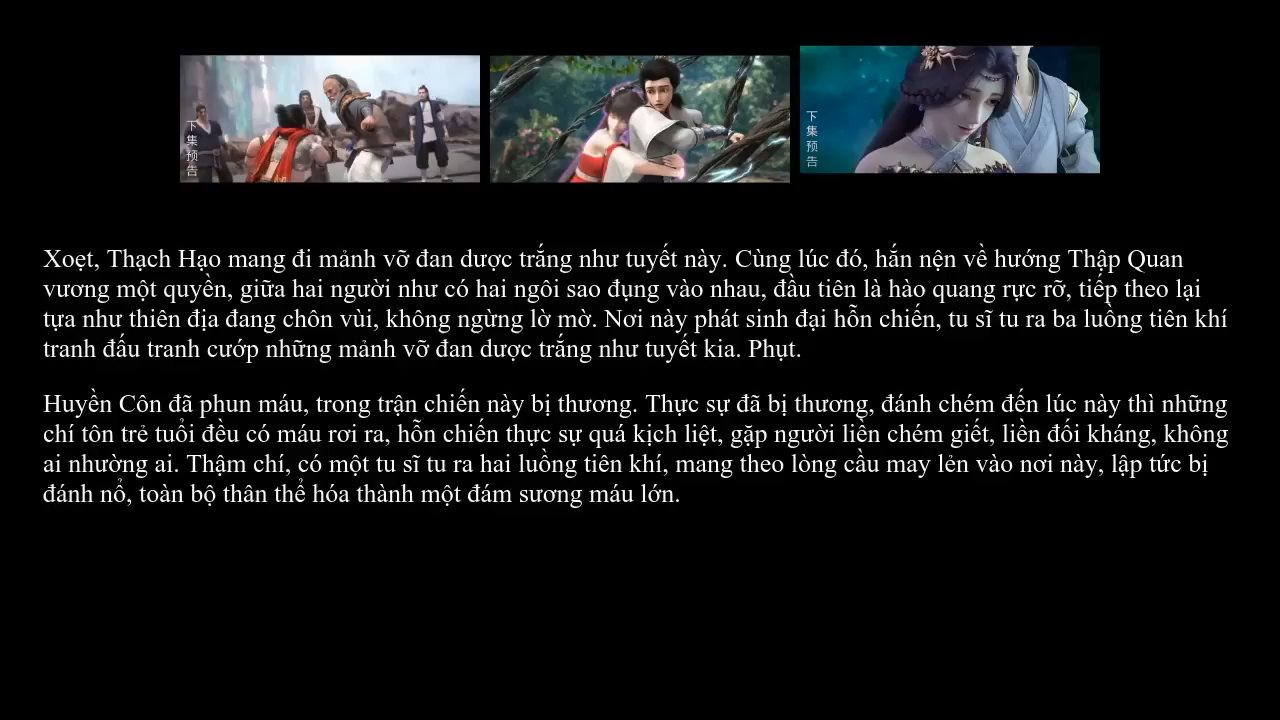 下集预告
下集预告
Xoẹt, Thạch Hạo mang đi mảnh vỡ đan dược trắng như tuyết này. Cùng lúc đó, hắn nện về hướng Thập Quan
vương một quyền, giữa hai người như có hai ngôi sao đụng vào nhau, đầu tiên là hào quang rực rỡ, tiếp theo lại
tựa như thiên địa đang chôn vùi, không ngừng lờ mờ. Nơi này phát sinh đại hỗn chiến, tu sĩ tu ra ba luồng tiên khí
tranh đấu tranh cướp những mảnh vỡ đan dược trắng như tuyết kia. Phụt.
Huyền Côn đã phun máu, trong trận chiến này bị thương. Thực sự đã bị thương, đánh chém đến lúc này thì những
chí tôn trẻ tuổi đều có máu rơi ra, hỗn chiến thực sự quá kịch liệt, gặp người liền chém giết, liền đối kháng, không
ai nhường ai. Thậm chí, có một tu sĩ tu ra hai luồng tiên khí, mang theo lòng cầu may lẻn vào nơi này, lập tức bị
đánh nổ, toàn bộ thân thể hóa thành một đám sương máu lớn.